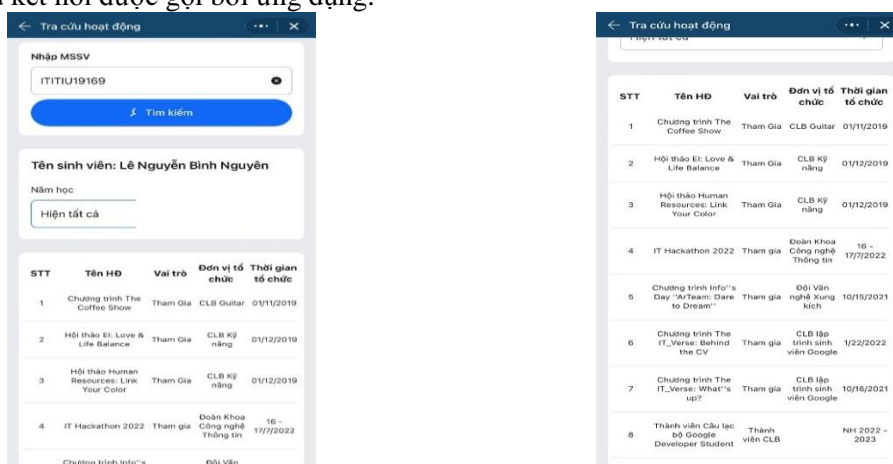 kết nối được gọi bởi ứng dụng.
Tra cứu hoạt động
Nhập MSSV
ITITIU19169
Tìm kiếm
Tên sinh viên: Lê Nguyễn Bình Nguyên
Năm học
Hiện tất cả
STT Tên HĐ Vai trò Đơn vị tổ chức Thời gian tổ chức
1 Chương trình The Coffee Show Tham Gia CLB Guitar 01/11/2019
2 Hội thảo EI: Love & Life Balance Tham Gia CLB Kỹ năng 01/12/2019
3 Hội thảo Human Resources: Link Your Color Tham Gia CLB Kỹ năng 01/12/2019
4 IT Hackathon 2022 Tham gia Đoàn Khoa Công nghệ Thông tin 16 - 17/7/2022
Chương trình Info''s Đội Văn
Tra cứu hoạt động
Hiện tất cả
STT Tên HĐ Vai trò Đơn vị tổ chức Thời gian tổ chức
1 Chương trình The Coffee Show Tham Gia CLB Guitar 01/11/2019
2 Hội thảo EI: Love & Life Balance Tham Gia CLB Kỹ năng 01/12/2019
3 Hội thảo Human Resources: Link Your Color Tham Gia CLB Kỹ năng 01/12/2019
4 IT Hackathon 2022 Tham gia Đoàn Khoa Công nghệ Thông tin 16 - 17/7/2022
5 Chương trình Info''s Day "ArTeam: Dare to Dream" Tham gia Đội Văn nghệ Xung kích 10/15/2021
6 Chương trình The IT_Verse: Behind the CV Tham gia CLB lập trình sinh viên Google 1/22/2022
7 Chương trình The IT_Verse: What''s up? Tham gia CLB lập trình sinh viên Google 10/16/2021
8 Thành viên Câu lạc bộ Google Developer Student Thành viên CLB NH 2022 - 2023